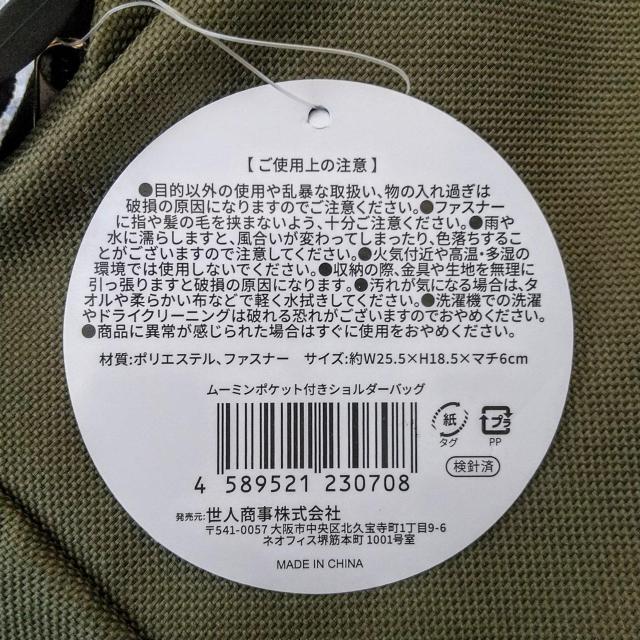 【 ご使用上の注意 】
●目的以外の使用や乱暴な取扱い、物の入れ過ぎは
破損の原因になりますのでご注意ください。●ファスナー
に指や髪の毛を挟まないよう、十分ご注意ください。●雨や
水に濡らしますと、風合いが変わってしまったり、色落ちするこ
とがございますので注意してください。●火気付近や高温・多湿の
環境では使用しないでください。●収納の際、金具や生地を無理に
引っ張りますと破損の原因になります。●汚れが気になる場合は、タ
オルや柔らかい布などで軽く水拭きしてください。●洗濯機での洗濯
やドライクリーニングは破れる恐れがございますのでおやめください。
●商品に異常が感じられた場合はすぐに使用をおやめください。
材質:ポリエステル、ファスナー サイズ:約W25.5×H18.5×マチ6cm
ムーミンポケット付きショルダーバッグ
紙
タグ
プラ
PP
検針済
4 589521 230708
発売元:世人商事株式会社
〒541-0057 大阪市中央区北久宝寺町1丁目9-6
ネオフィス堺筋本町 1001号室
MADE IN CHINA